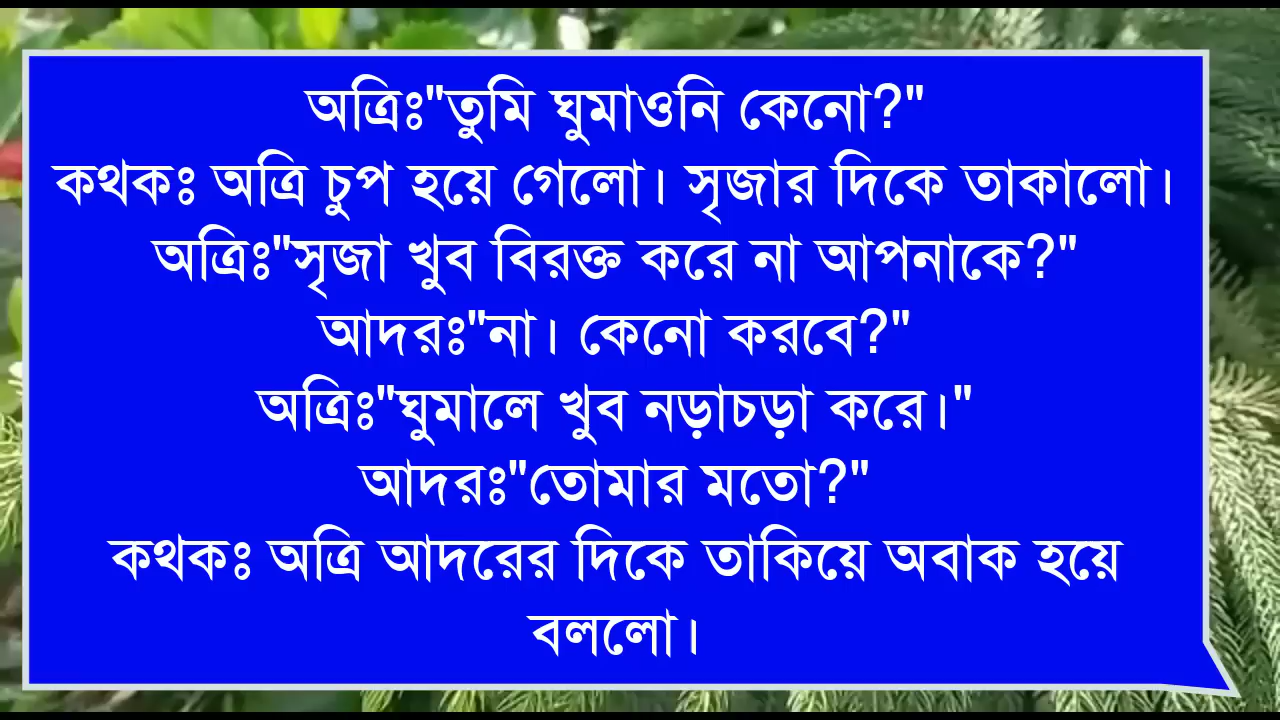 অত্রিঃ"তুমি ঘুমাওনি কেনো?"
কথকঃ অত্রি চুপ হয়ে গেলো। সৃজার দিকে তাকালো।
অত্রিঃ"সৃজা খুব বিরক্ত করে না আপনাকে?"
আদরঃ"না। কেনো করবে?"
অত্রিঃ"ঘুমালে খুব নড়াচড়া করে।"
আদরঃ"তোমার মতো?"
কথকঃ অত্রি আদরের দিকে তাকিয়ে অবাক হয়ে
বললো।